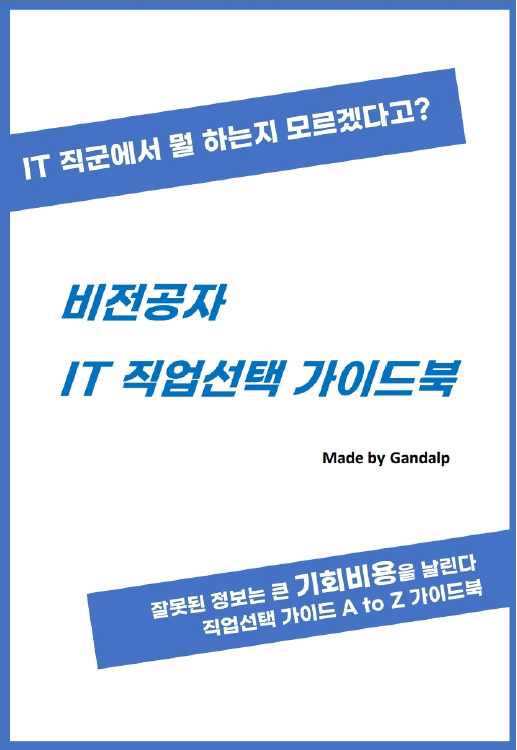 IT 직군에서 뭘 하는지 모르겠다고?
비전공자
IT 직업선택 가이드북
Made by Gandalp
잘못된 정보는 큰 기회비용을 날린다
직업선택 가이드 A to Z 가이드북